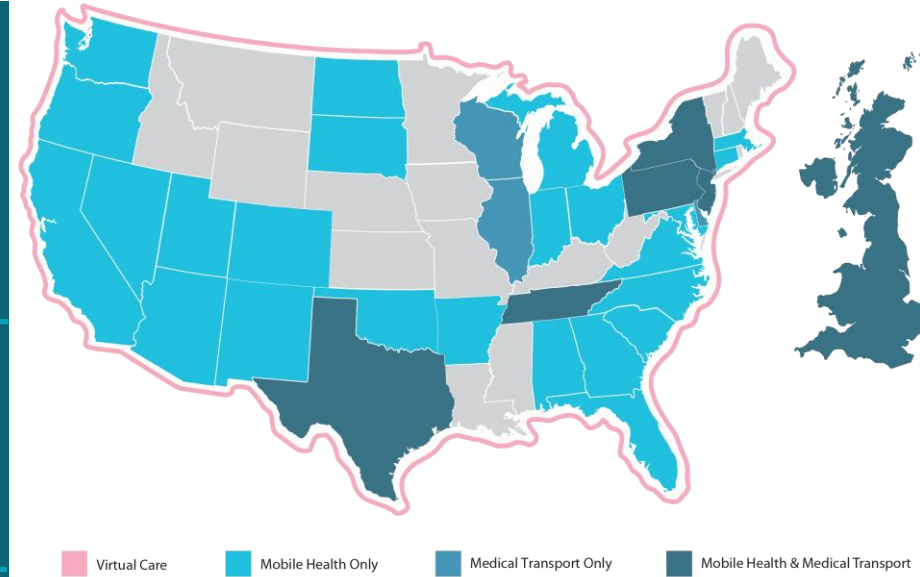 Virtual Care
Mobile Health Only
Medical Transport Only
Mobile Health & Medical Transport